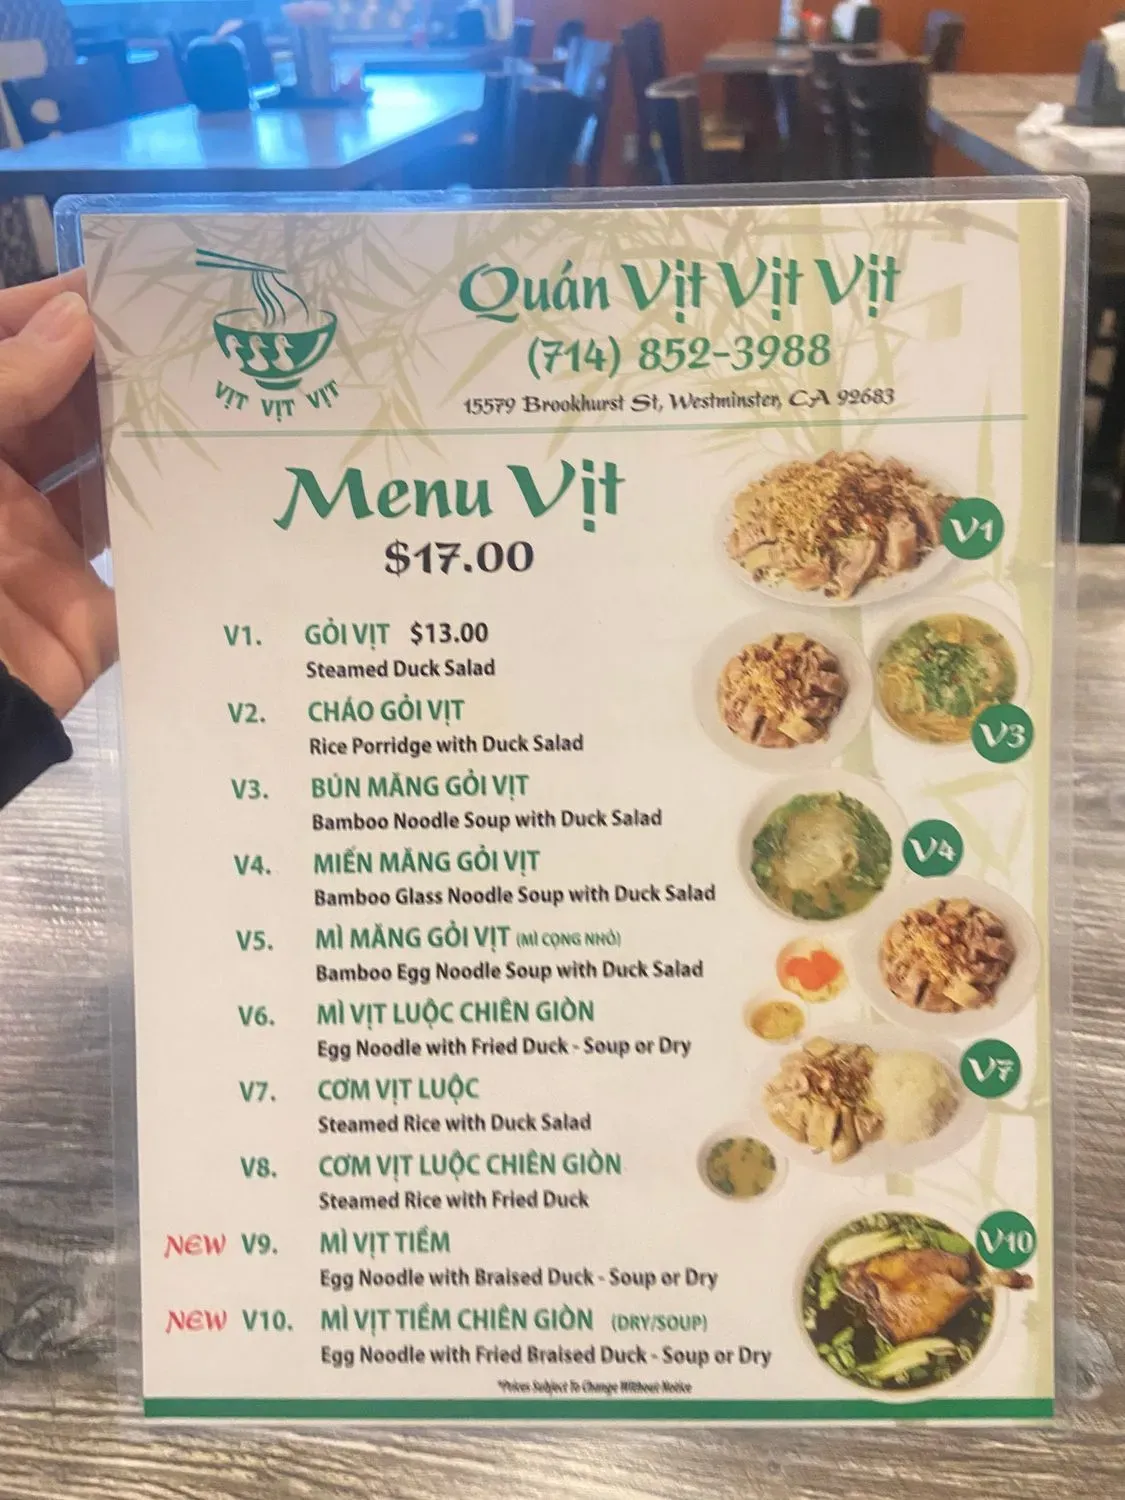 Quán Vịt Vịt Vịt
(714) 852-3988
15579 Brookhurst St, Westminster, CA 92683
VỊT VỊT VỊT
Menu Vịt
$17.00
V1. GỎI VỊT $13.00
Steamed Duck Salad
V2. CHÁO GỎI VỊT
Rice Porridge with Duck Salad
V3. BÚN MĂNG GỎI VỊT
Bamboo Noodle Soup with Duck Salad
V4. MIẾN MĂNG GỎI VỊT
Bamboo Glass Noodle Soup with Duck Salad
V5. MÌ MĂNG GỎI VỊT (MÌ CỌNG NHỎ)
Bamboo Egg Noodle Soup with Duck Salad
V6. MÌ VỊT LUỘC CHIÊN GIÒN
Egg Noodle with Fried Duck - Soup or Dry
V7. CƠM VỊT LUỘC
Steamed Rice with Duck Salad
V8. CƠM VỊT LUỘC CHIÊN GIÒN
Steamed Rice with Fried Duck
NEW V9. MÌ VỊT TIỀM
Egg Noodle with Braised Duck - Soup or Dry
NEW V10. MÌ VỊT TIỀM CHIÊN GIÒN (DRY/SOUP)
Egg Noodle with Fried Braised Duck - Soup or Dry
*Prices Subject To Change Without Notice
V1
V3
V4
V7
V10